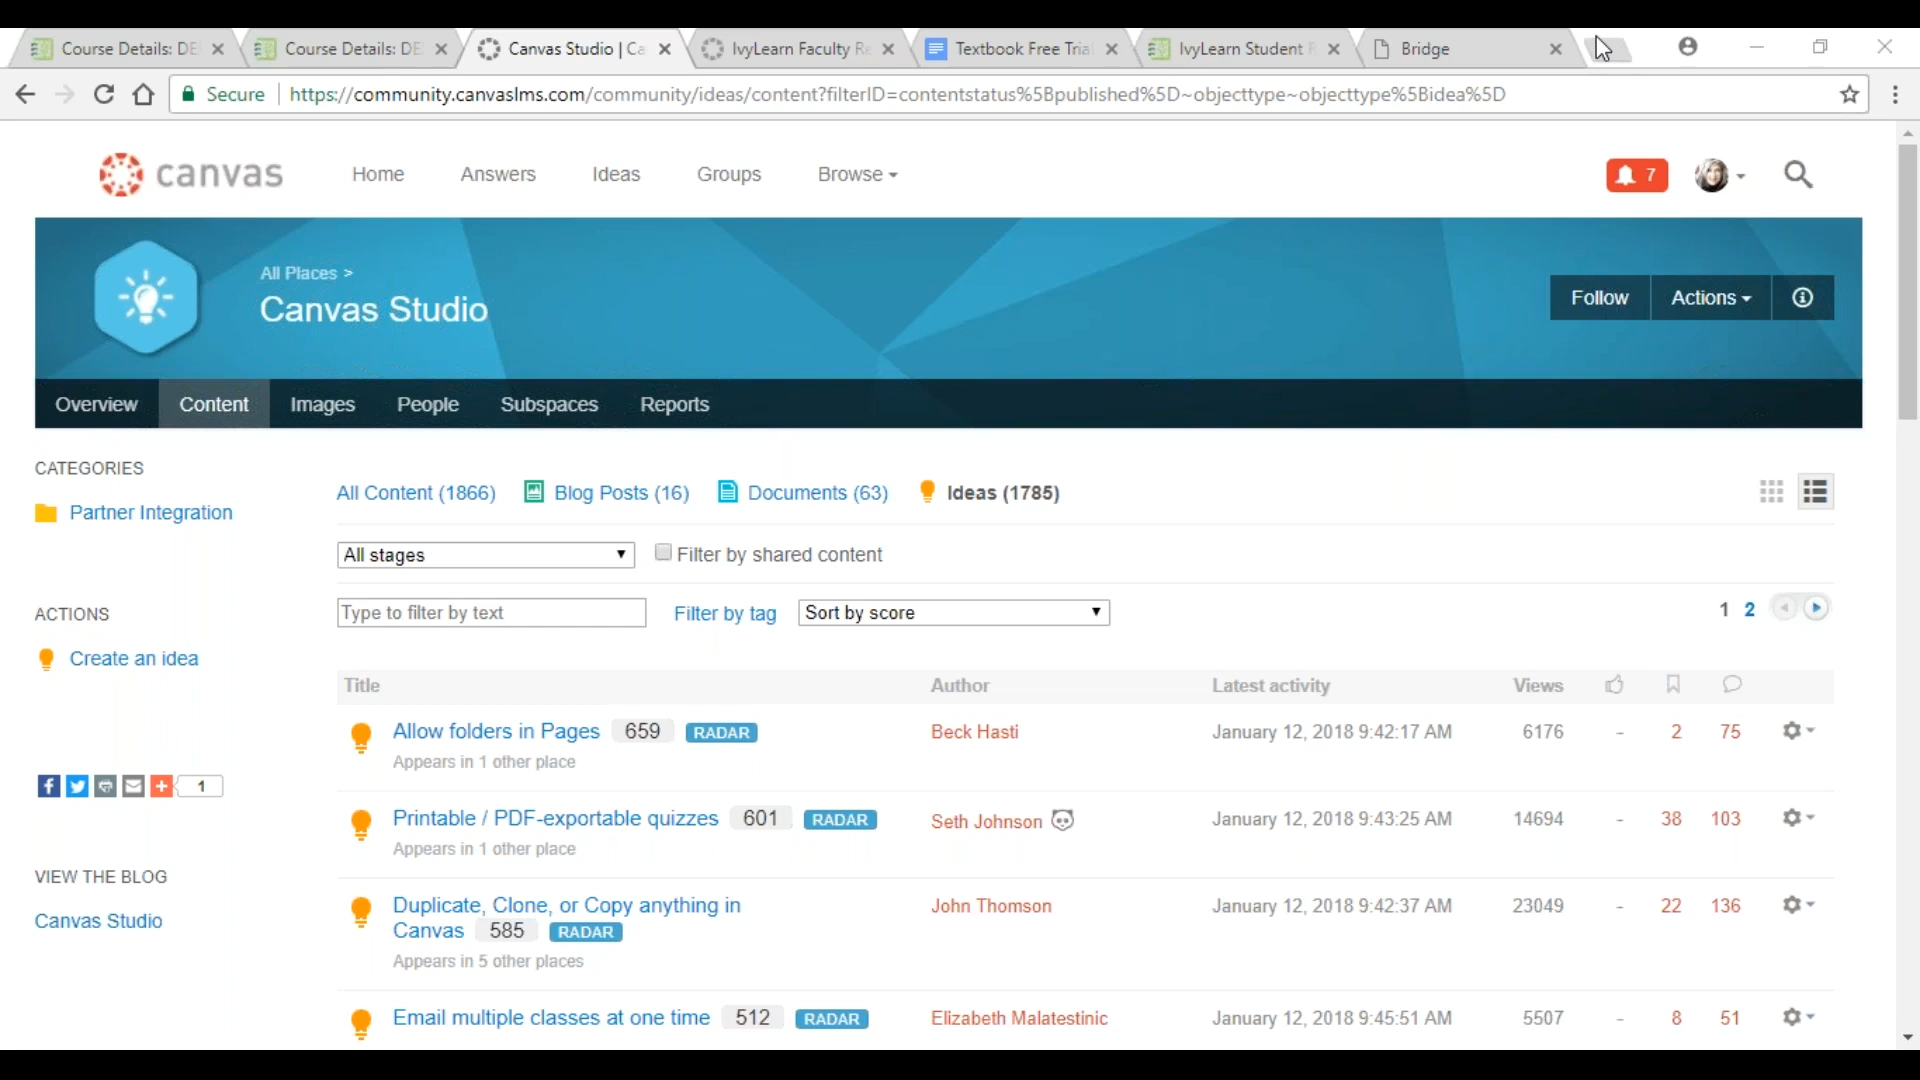 Course Details: DE
Course Details: DE
Canvas Studio | Ca
IvyLearn Faculty Re
Textbook Free Trial
IvyLearn Student R
Bridge
Secure
https://community.canvaslms.com/community/ideas/content?filterID=contentstatus%5Bpublished%5D~objecttype~objecttype%5Bidea%5D
canvas
Home
Answers
Ideas
Groups
Browse
7
All Places >
Canvas Studio
Follow
Actions
Overview
Content
Images
People
Subspaces
Reports
CATEGORIES
Partner Integration
All Content (1866)
Blog Posts (16)
Documents (63)
Ideas (1785)
All stages
Filter by shared content
Type to filter by text
Filter by tag
Sort by score
1 2
ACTIONS
Create an idea
1
VIEW THE BLOG
Canvas Studio
Title Author Latest activity Views
Allow folders in Pages 659 RADAR Beck Hasti January 12, 2018 9:42:17 AM 6176 - 2 75
Appears in 1 other place
Printable / PDF-exportable quizzes 601 RADAR Seth Johnson January 12, 2018 9:43:25 AM 14694 - 38 103
Appears in 1 other place
Duplicate, Clone, or Copy anything in John Thomson January 12, 2018 9:42:37 AM 23049 - 22 136
Canvas 585 RADAR
Appears in 5 other places
Email multiple classes at one time 512 RADAR Elizabeth Malatestinic January 12, 2018 9:45:51 AM 5507 - 8 51